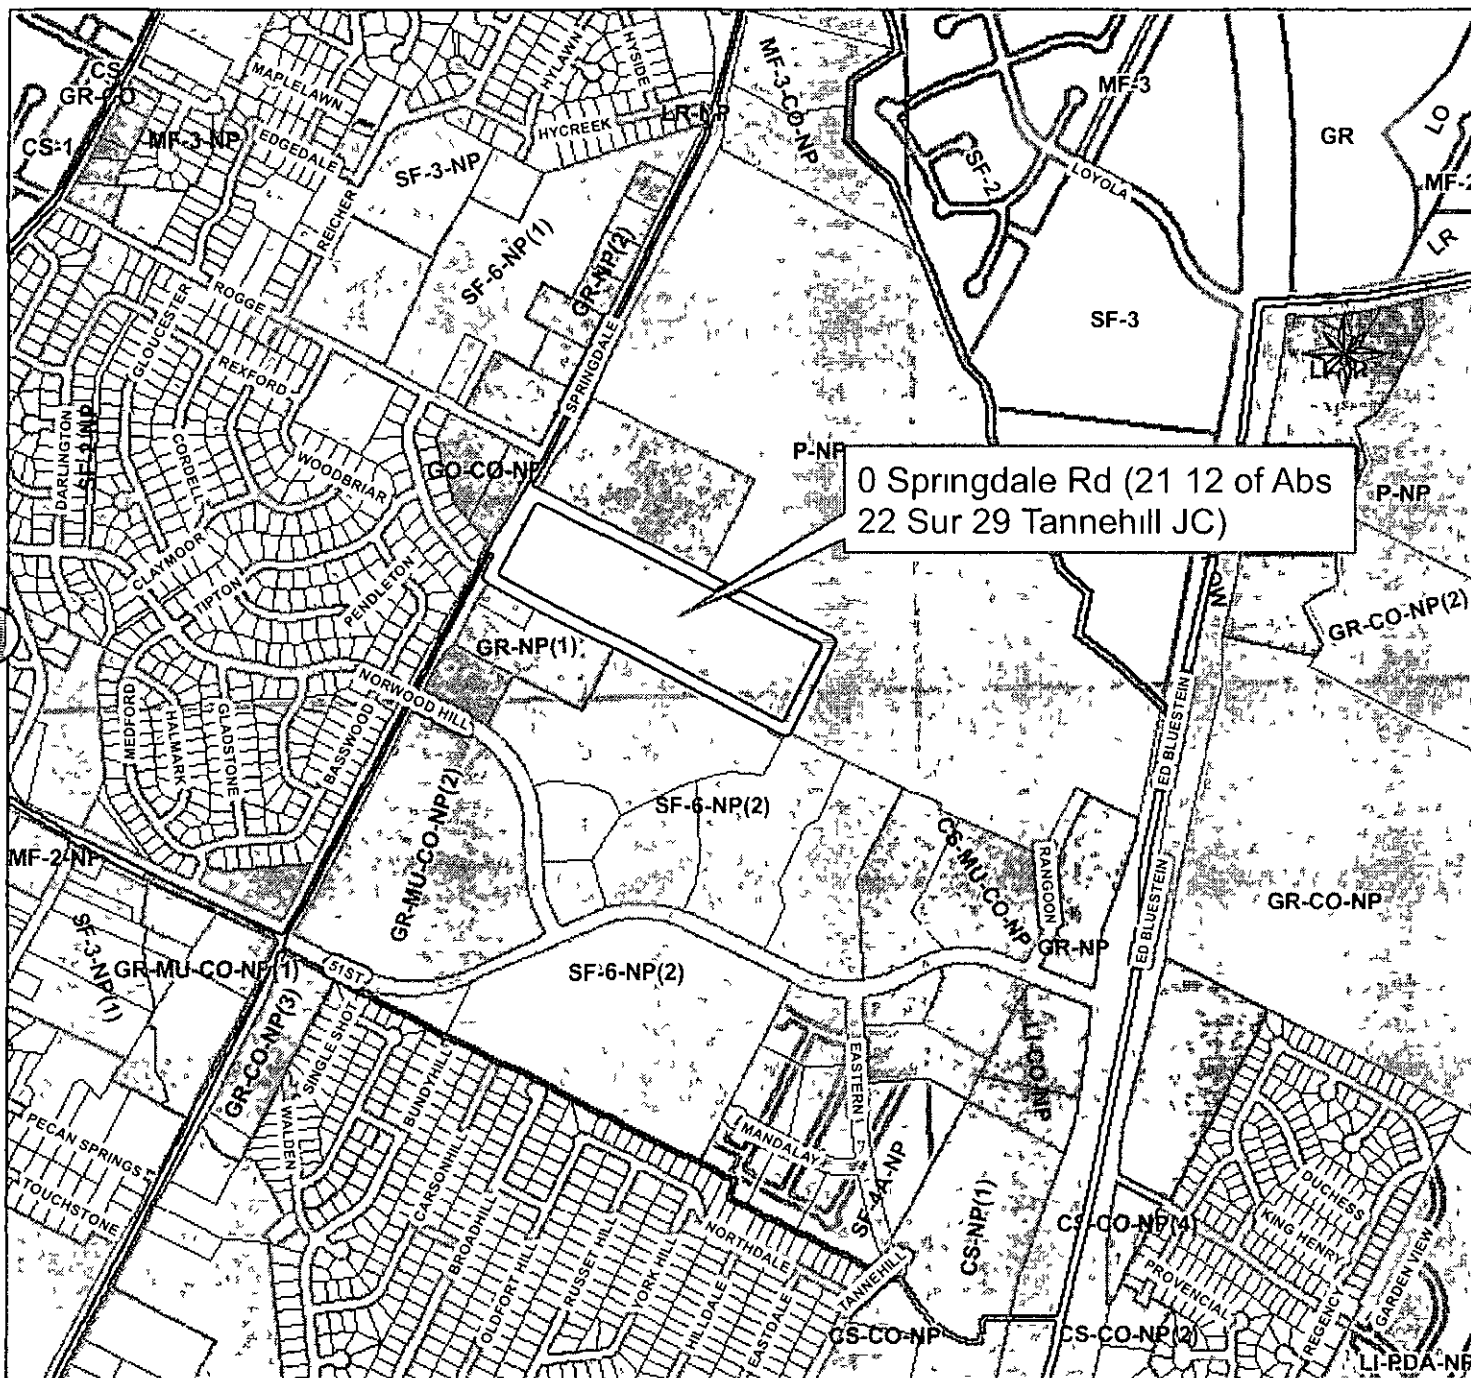 CS
GR-CO
CS-1
MF-3-NP
MAPLELAWN
EDGEDALE
REICHER
SF-3-NP
HYLAWN
HYSIDE
HYCREEK
LR-NP
MF-3-CO-NP
MF-3
GR
LO
MF-2
LR
SF-2
LOYOLA
SF-3
SF-6-NP(1)
GR-NP(2)
SPRINGDALE
ROGGE
GLOUCESTER
REXFORD
DARLINGTON
CORDELL
WOODBRIAR
GO-CO-NP
P-NP
0 Springdale Rd (21 12 of Abs
22 Sur 29 Tannehill JC)
P-NP
GR-CO-NP(2)
CLAYMOOR
TIPTON
PENDLETON
GR-NP(1)
NORWOOD HILL
MEDFORD
HALMARK
GLADSTONE
BASSWOOD
ED BLUESTEIN
GR-MU-CO-NP(2)
SF-6-NP(2)
CS-MU-CO-NP
RANGOON
GR-NP
ED BLUESTEIN
GR-CO-NP
MF-2-NP
SF-3-NP(1)
GR-MU-CO-NP(1)
51ST
SF-6-NP(2)
GR-CO-NP(3)
SINGLE SHOT
WALDEN
BUNDYHILL
EASTERN
LI-CO-NP
PECAN SPRINGS
TOUCHSTONE
CARSONHILL
BROADHILL
OLDFORT HILL
RUSSET HILL
YORK HILL
HILLDALE
EASTDALE
NORTHDALE
MANDALAY
SF-4A-NP
TANNEHILL
CS-NP(1)
CS-CO-NP
CS-CO-NP(4)
CS-CO-NP(2)
DUCHESS
KING HENRY
PROVENCIAL
REGENCY
GARDEN VIEW
LI-PDA-NP